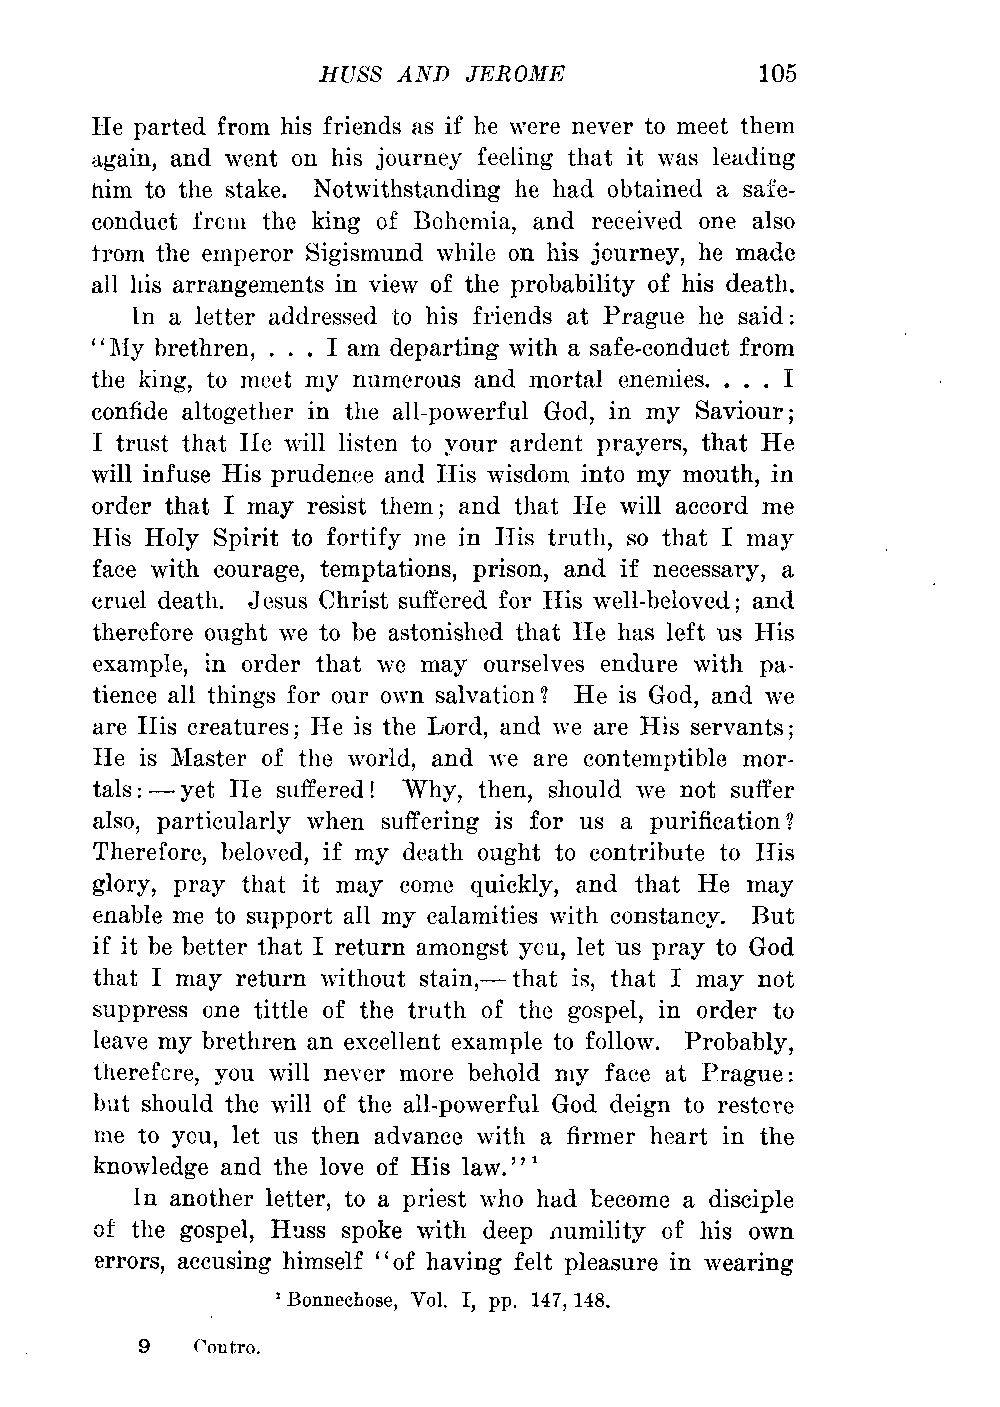 HUSS AND JEROME 105
He parted from his friends as if he were never to meet them
again, and went on his journey feeling that it was leading
him to the stake. Notwithstanding he had obtained a safe-
conduct from the king of Bohemia, and received one also
from the emperor Sigismund while on his journey, he made
all his arrangements in view of the probability of his death.
In a letter addressed to his friends at Prague he said:
"My brethren, . . . I am departing with a safe-conduct from
the king, to meet my numerous and mortal enemies. . . . I
confide altogether in the all-powerful God, in my Saviour;
I trust that He will listen to your ardent prayers, that He
will infuse His prudence and His wisdom into my mouth, in
order that I may resist them; and that He will accord me
His Holy Spirit to fortify me in His truth, so that I may
face with courage, temptations, prison, and if necessary, a
cruel death. Jesus Christ suffered for His well-beloved; and
therefore ought we to be astonished that He has left us His
example, in order that we may ourselves endure with pa-
tience all things for our own salvation? He is God, and we
are His creatures; He is the Lord, and we are His servants;
He is Master of the world, and we are contemptible mor-
tals:—yet He suffered! Why, then, should we not suffer
also, particularly when suffering is for us a purification?
Therefore, beloved, if my death ought to contribute to His
glory, pray that it may come quickly, and that He may
enable me to support all my calamities with constancy. But
if it be better that I return amongst you, let us pray to God
that I may return without stain,—that is, that I may not
suppress one tittle of the truth of the gospel, in order to
leave my brethren an excellent example to follow. Probably,
therefore, you will never more behold my face at Prague:
but should the will of the all-powerful God deign to restore
me to you, let us then advance with a firmer heart in the
knowledge and the love of His law."¹
In another letter, to a priest who had become a disciple
of the gospel, Huss spoke with deep humility of his own
errors, accusing himself "of having felt pleasure in wearing
¹ Bonnechose, Vol. I, pp. 147, 148.
9 Contro.